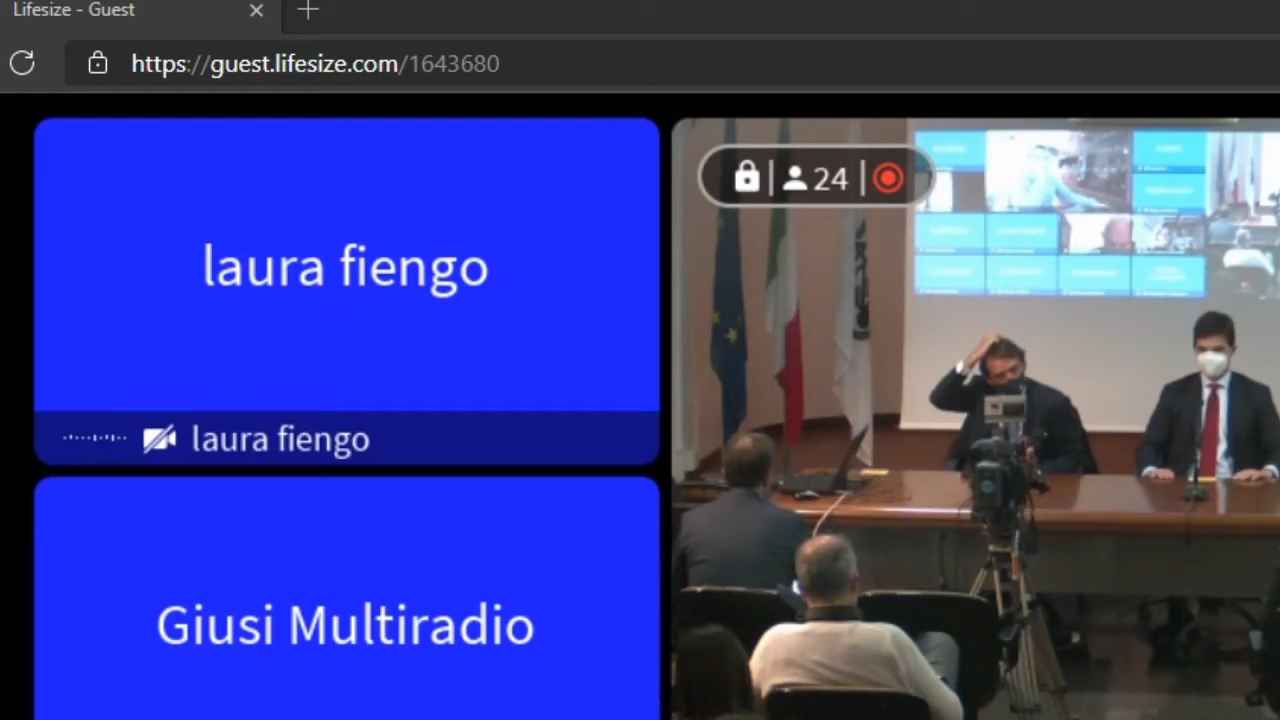 Lifesize - Guest
https://guest.lifesize.com/1643680
laura fiengo
24
laura fiengo
Giusi Multiradio